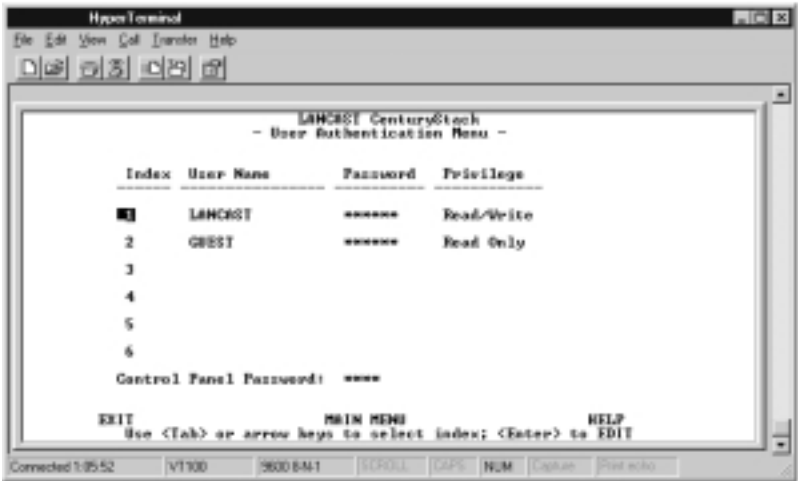 HyperTerminal
File Edit View Call Transfer Help
LANCAST CenturyStack
- User Authentication Menu -
Index User Name Password Privilege
1 LANCAST ****** Read/Write
2 GUEST ****** Read Only
3
4
5
6
Control Panel Password: ****
EXIT MAIN MENU HELP
Use <Tab> or arrow keys to select index; <Enter> to EDIT
Connected 1:05:52 VT100 9600 8-N-1 SCROLL CAPS NUM Capture Print echo